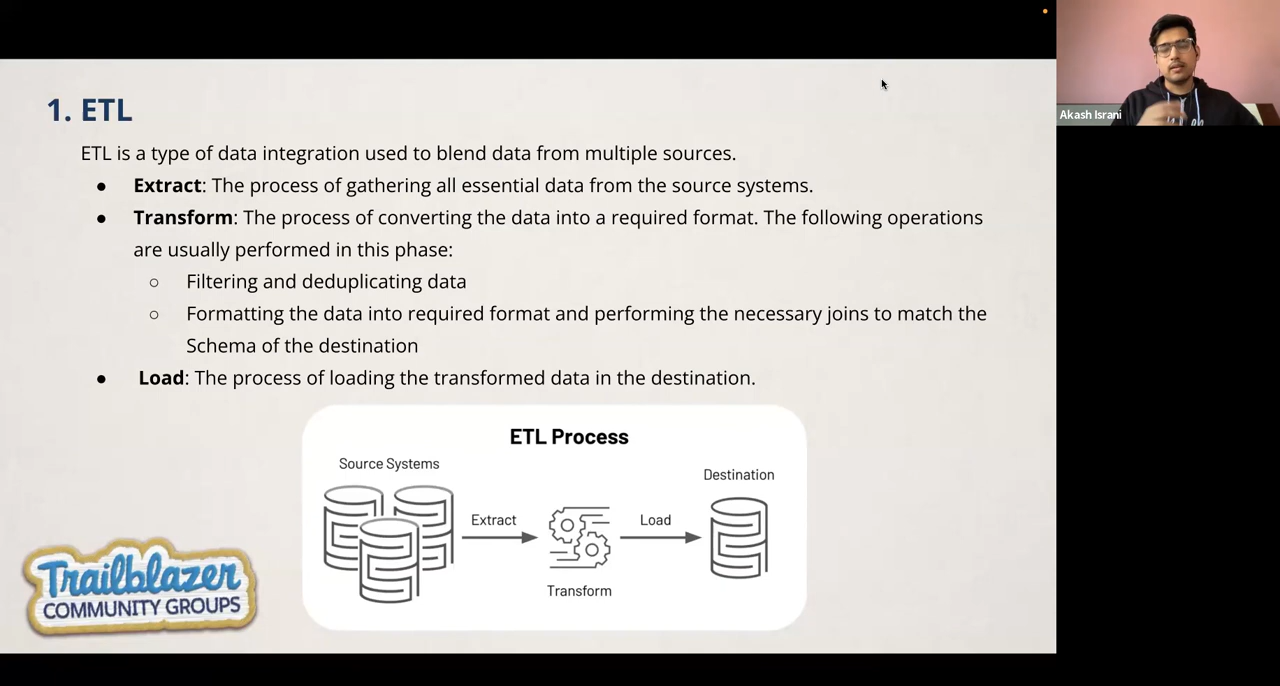 1. ETL
ETL is a type of data integration used to blend data from multiple sources.
● Extract: The process of gathering all essential data from the source systems.
● Transform: The process of converting the data into a required format. The following operations
are usually performed in this phase:
○ Filtering and deduplicating data
○ Formatting the data into required format and performing the necessary joins to match the
Schema of the destination
● Load: The process of loading the transformed data in the destination.
ETL Process
Source Systems
Destination
Extract
Load
Transform
Trailblazer
COMMUNITY GROUPS
Akash Israni